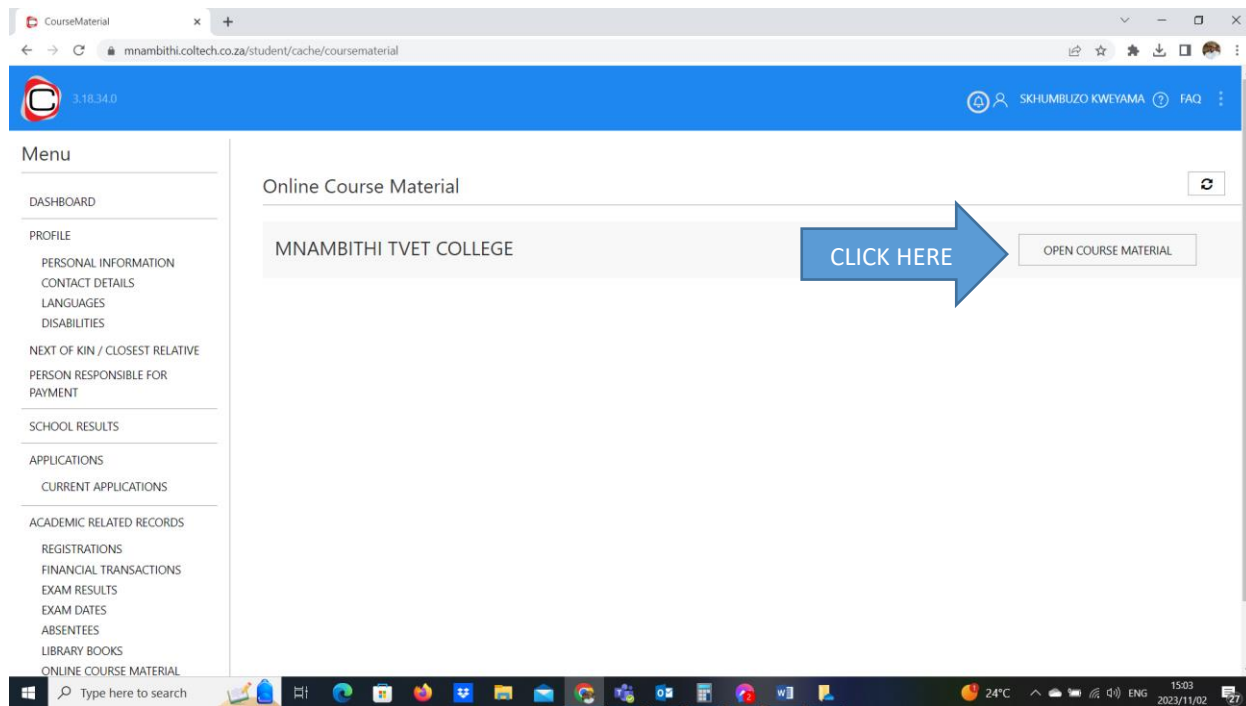 CourseMaterial
mnambithi.coltech.co.za/student/cache/coursematerial
C 3.18.34.0
SKHUMBUZO KWEYAMA ? FAQ
Menu
DASHBOARD
PROFILE
PERSONAL INFORMATION
CONTACT DETAILS
LANGUAGES
DISABILITIES
NEXT OF KIN / CLOSEST RELATIVE
PERSON RESPONSIBLE FOR
PAYMENT
SCHOOL RESULTS
APPLICATIONS
CURRENT APPLICATIONS
ACADEMIC RELATED RECORDS
REGISTRATIONS
FINANCIAL TRANSACTIONS
EXAM RESULTS
EXAM DATES
ABSENTEES
LIBRARY BOOKS
ONLINE COURSE MATERIAL
Online Course Material
MNAMBITHI TVET COLLEGE
CLICK HERE
OPEN COURSE MATERIAL
Type here to search
24°C
ENG
15:03
2023/11/02
27